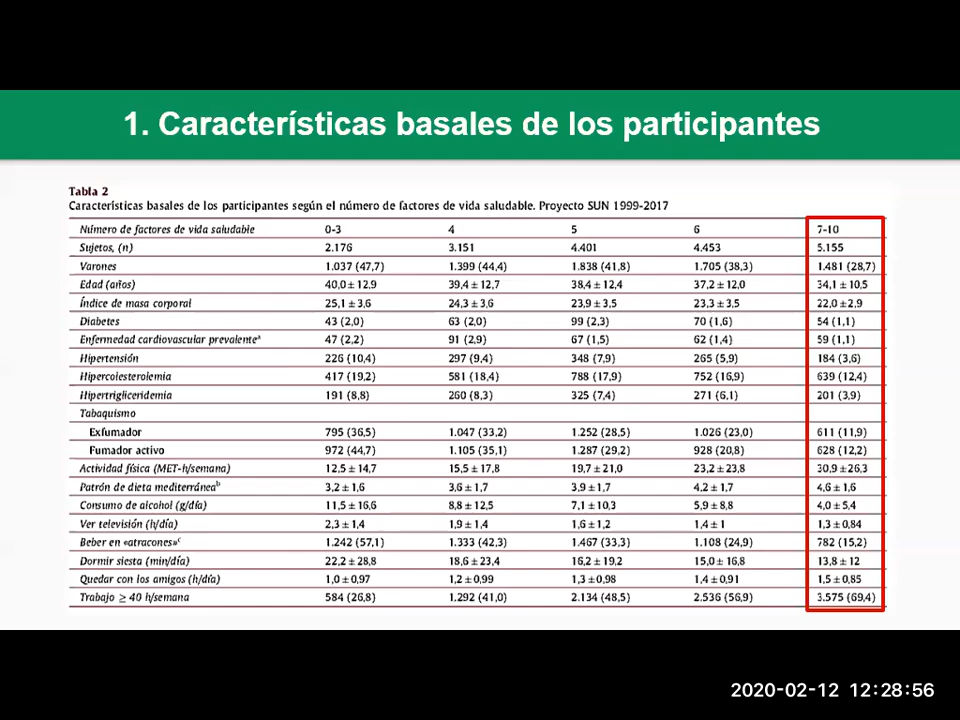 1. Características basales de los participantes
Tabla 2
Características basales de los participantes según el número de factores de vida saludable. Proyecto SUN 1999-2017
Número de factores de vida saludable 0-3 4 5 6 7-10
Sujetos, (n) 2.176 3.151 4.401 4.453 5.155
Varones 1.037 (47,7) 1.399 (44,4) 1.838 (41,8) 1.705 (38,3) 1.481 (28,7)
Edad (años) 40,0 ± 12,9 39,4 ± 12,7 38,4 ± 12,4 37,2 ± 12,0 34,1 ± 10,5
Índice de masa corporal 25,1 ± 3,6 24,3 ± 3,6 23,9 ± 3,5 23,3 ± 3,5 22,0 ± 2,9
Diabetes 43 (2,0) 63 (2,0) 99 (2,3) 70 (1,6) 54 (1,1)
Enfermedad cardiovascular prevalenteᵃ 47 (2,2) 91 (2,9) 67 (1,5) 62 (1,4) 59 (1,1)
Hipertensión 226 (10,4) 297 (9,4) 348 (7,9) 265 (5,9) 184 (3,6)
Hipercolesterolemia 417 (19,2) 581 (18,4) 788 (17,9) 752 (16,9) 639 (12,4)
Hipertrigliceridemia 191 (8,8) 260 (8,3) 325 (7,4) 271 (6,1) 201 (3,9)
Tabaquismo
Exfumador 795 (36,5) 1.047 (33,2) 1.252 (28,5) 1.026 (23,0) 611 (11,9)
Fumador activo 972 (44,7) 1.105 (35,1) 1.287 (29,2) 928 (20,8) 628 (12,2)
Actividad física (MET-h/semana) 12,5 ± 14,7 15,5 ± 17,8 19,7 ± 21,0 23,2 ± 23,8 30,9 ± 26,3
Patrón de dieta mediterráneaᵇ 3,2 ± 1,6 3,6 ± 1,7 3,9 ± 1,7 4,2 ± 1,7 4,6 ± 1,6
Consumo de alcohol (g/día) 11,5 ± 16,6 8,8 ± 12,5 7,1 ± 10,3 5,9 ± 8,8 4,0 ± 5,4
Ver televisión (h/día) 2,3 ± 1,4 1,9 ± 1,4 1,6 ± 1,2 1,4 ± 1 1,3 ± 0,84
Beber en «atracones»ᶜ 1.242 (57,1) 1.333 (42,3) 1.467 (33,3) 1.108 (24,9) 782 (15,2)
Dormir siesta (min/día) 22,2 ± 28,8 18,6 ± 23,4 16,2 ± 19,2 15,0 ± 16,8 13,8 ± 12
Quedar con los amigos (h/día) 1,0 ± 0,97 1,2 ± 0,99 1,3 ± 0,98 1,4 ± 0,91 1,5 ± 0,85
Trabajo ≥ 40 h/semana 584 (26,8) 1.292 (41,0) 2.134 (48,5) 2.536 (56,9) 3.575 (69,4)
2020-02-12 12:28:56